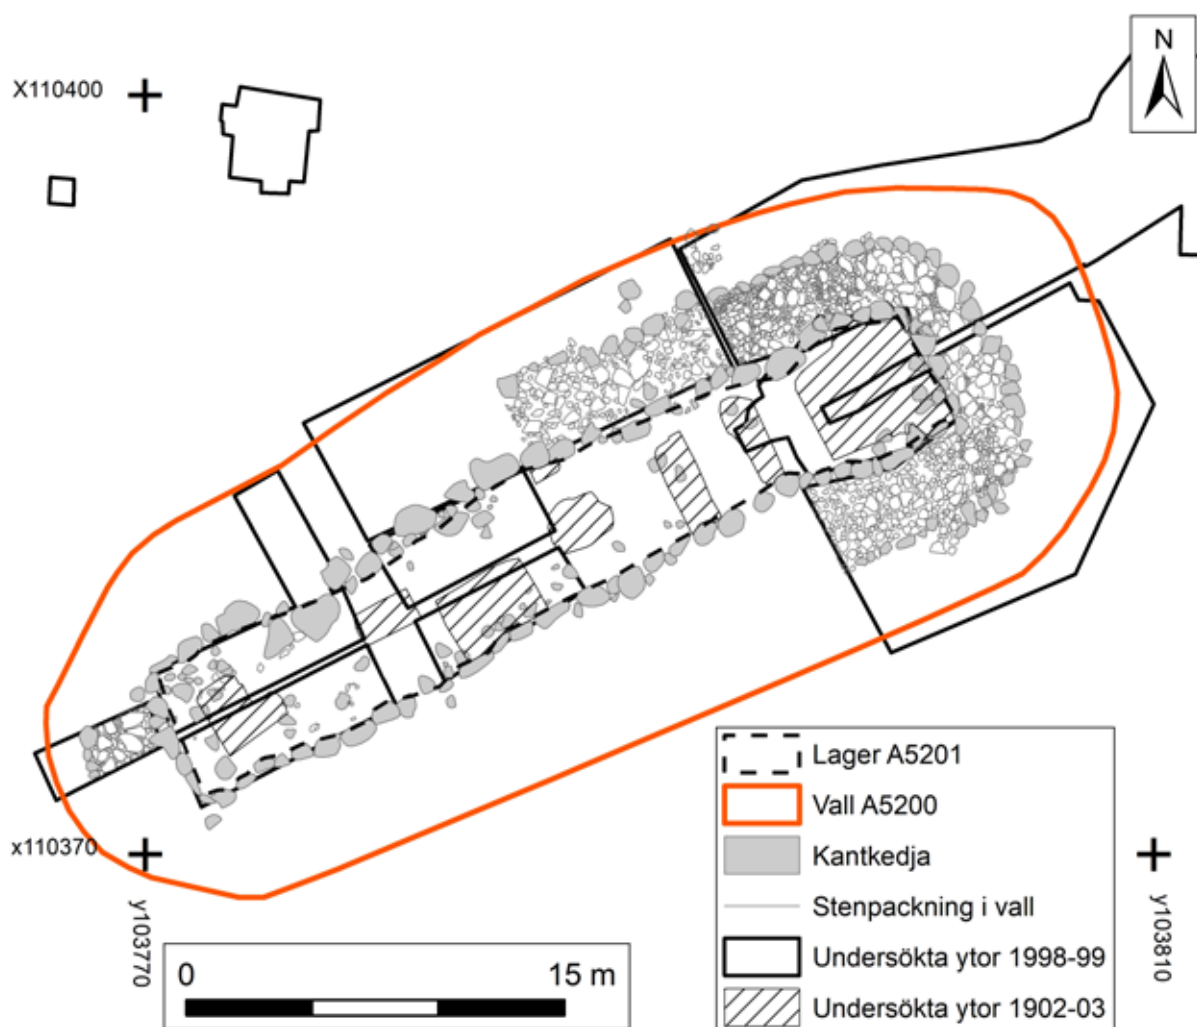 N
X110400
x110370
y103770
y103810
Lager A5201
Vall A5200
Kantkedja
Stenpackning i vall
Undersökta ytor 1998-99
Undersökta ytor 1902-03
0
15 m